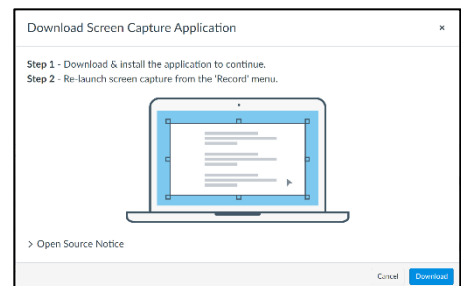 Download Screen Capture Application ×
Step 1 - Download & install the application to continue.
Step 2 - Re-launch screen capture from the 'Record' menu.
> Open Source Notice
Cancel Download